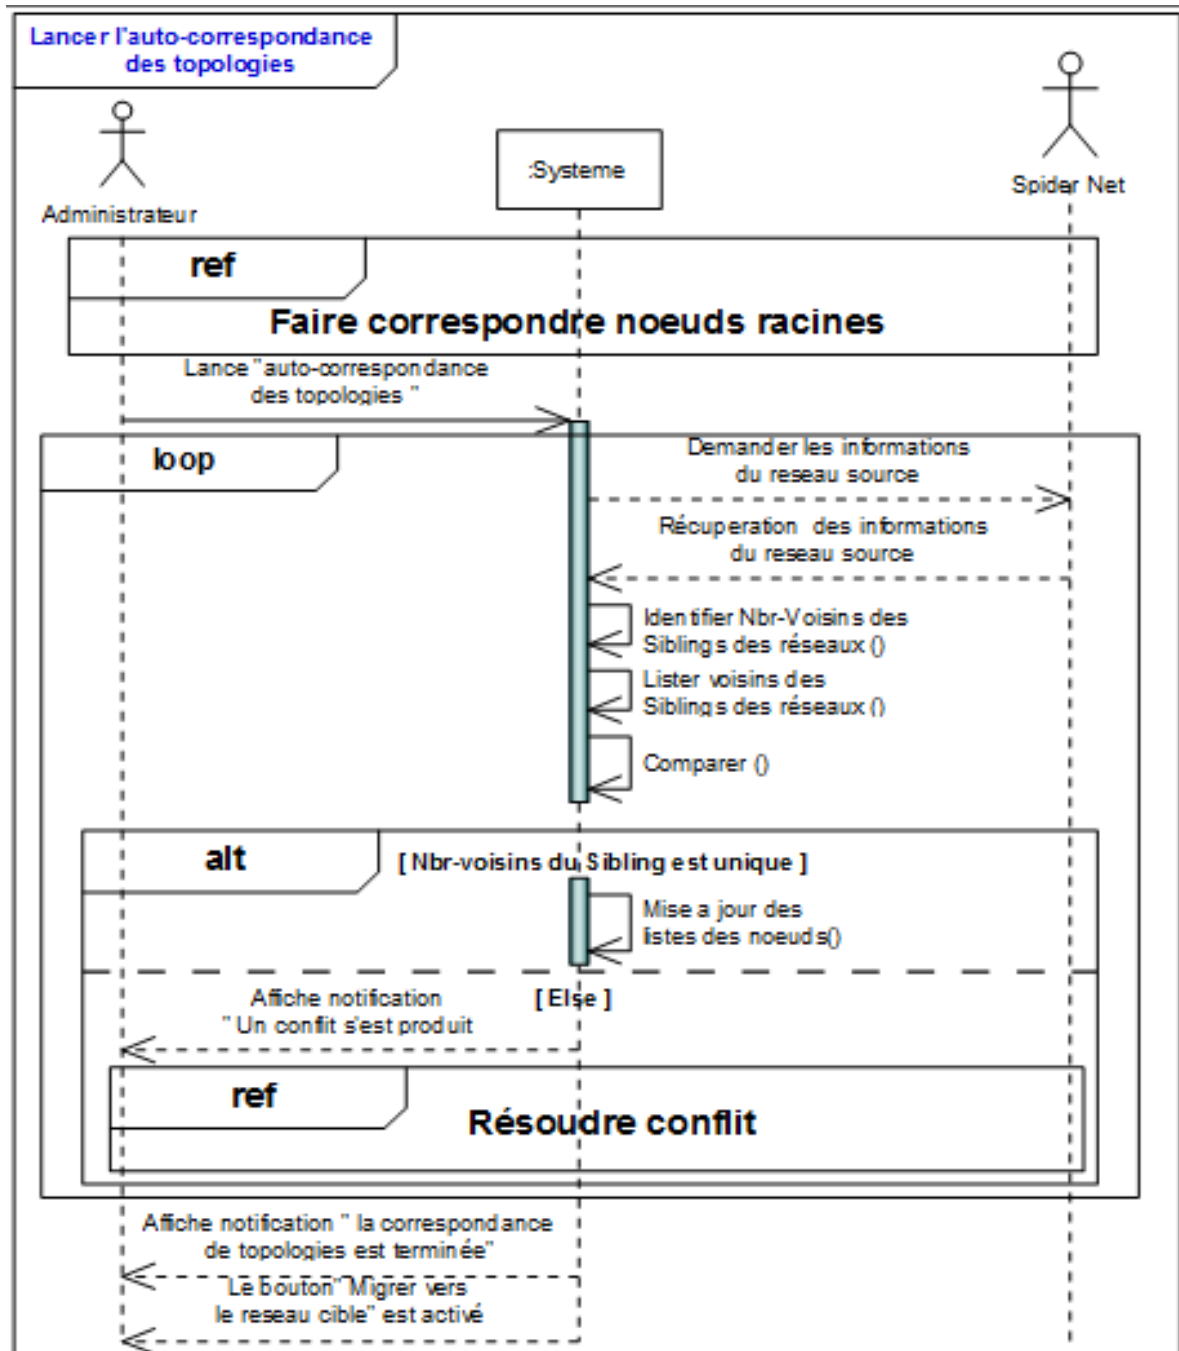 Lancer l'auto-correspondance
des topologies
:Systeme
Spider Net
Administrateur
ref
Faire correspondre noeuds racines
Lance "auto-correspondance
des topologies "
loop
Demander les informations
du reseau source
Récuperation des informations
du reseau source
Identifier Nbr-Voisins des
Siblings des réseaux ()
Lister voisins des
Siblings des réseaux ()
Comparer ()
alt
[ Nbr-voisins du Sibling est unique ]
Mise a jour des
listes des noeuds()
[ Else ]
Affiche notification
" Un conflit s'est produit
ref
Résoudre conflit
Affiche notification " la correspondance
de topologies est terminée"
Le bouton" Migrer vers
le reseau cible" est activé